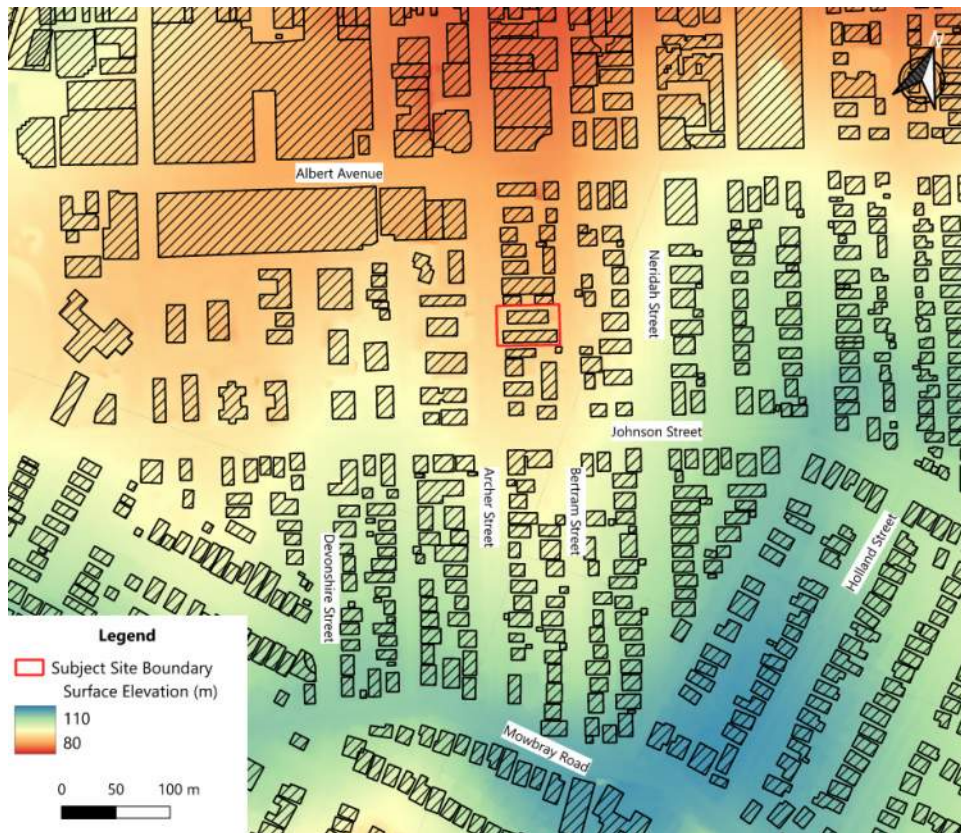 N
Albert Avenue
Neridah Street
Johnson Street
Archer Street
Bertram Street
Devonshire Street
Holland Street
Mowbray Road
Legend
Subject Site Boundary
Surface Elevation (m)
110
80
0 50 100 m